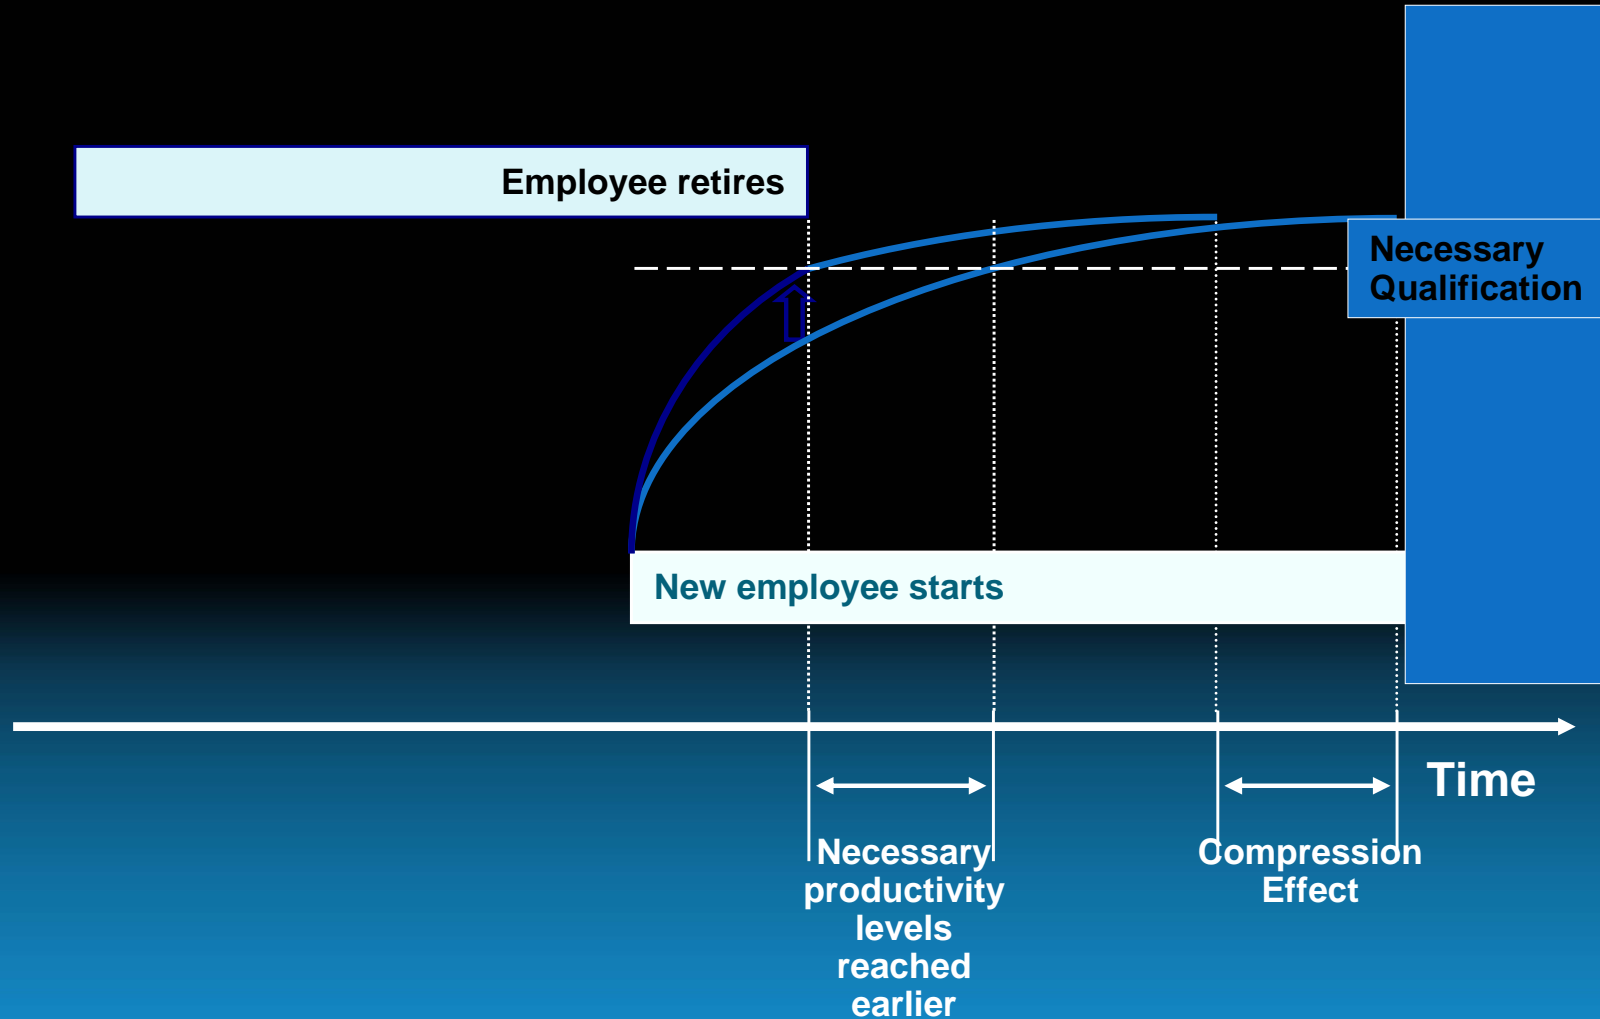 Employee retires
Necessary
Qualification
New employee starts
Time
Necessary
productivity
levels
reached
earlier
Compression
Effect